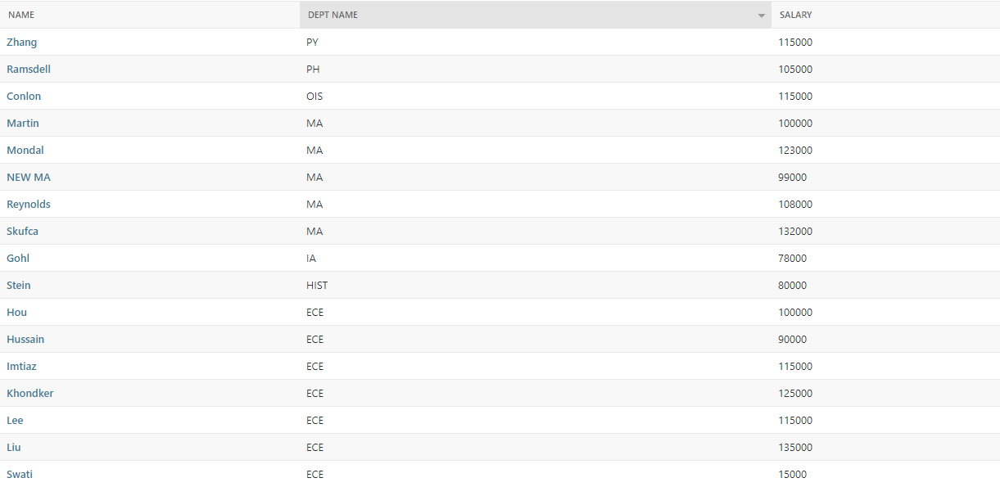 NAME DEPT NAME SALARY
Zhang PY 115000
Ramsdell PH 105000
Conlon OIS 115000
Martin MA 100000
Mondal MA 123000
NEW MA MA 99000
Reynolds MA 108000
Skufca MA 132000
Gohl IA 78000
Stein HIST 80000
Hou ECE 100000
Hussain ECE 90000
Imtiaz ECE 115000
Khondker ECE 125000
Lee ECE 115000
Liu ECE 135000
Swati ECE 15000